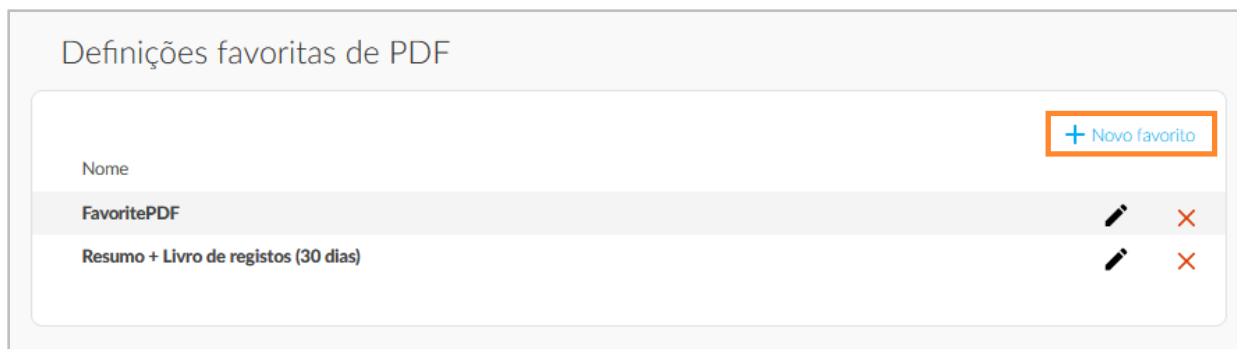 Definições favoritas de PDF
+ Novo favorito
Nome
FavoritePDF
Resumo + Livro de registos (30 dias)